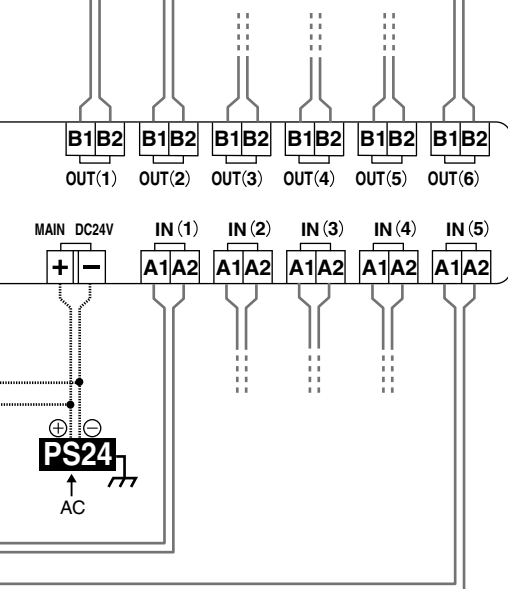 B1 B2 B1 B2 B1 B2 B1 B2 B1 B2 B1 B2
OUT(1) OUT(2) OUT(3) OUT(4) OUT(5) OUT(6)
MAIN DC24V IN(1) IN(2) IN(3) IN(4) IN(5)
+ − A1 A2 A1 A2 A1 A2 A1 A2 A1 A2
⊕ ⊖
PS24
AC